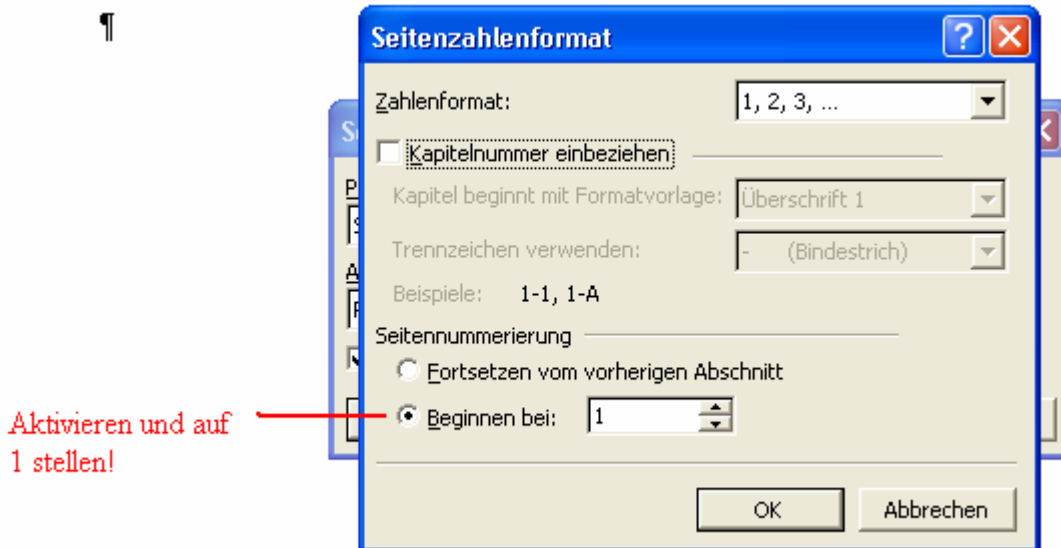 ¶
Seitenzahlenformat
Zahlenformat: 1, 2, 3, ...
Kapitelnummer einbeziehen
Kapitel beginnt mit Formatvorlage: Überschrift 1
Trennzeichen verwenden: - (Bindestrich)
Beispiele: 1-1, 1-A
Seitennummerierung
Fortsetzen vom vorherigen Abschnitt
Beginnen bei: 1
Aktivieren und auf
1 stellen!
OK Abbrechen